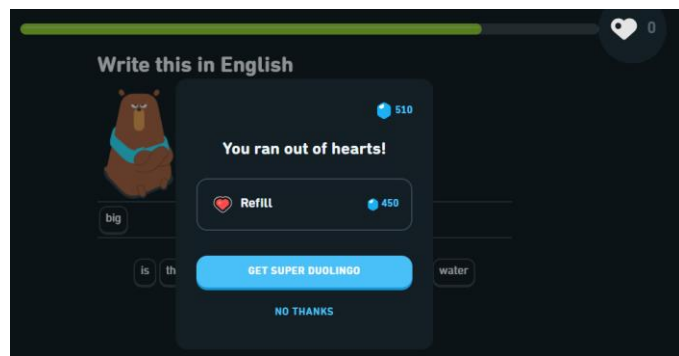 0
Write this in English
510
You ran out of hearts!
Refill 450
big
is th water
GET SUPER DUOLINGO
NO THANKS